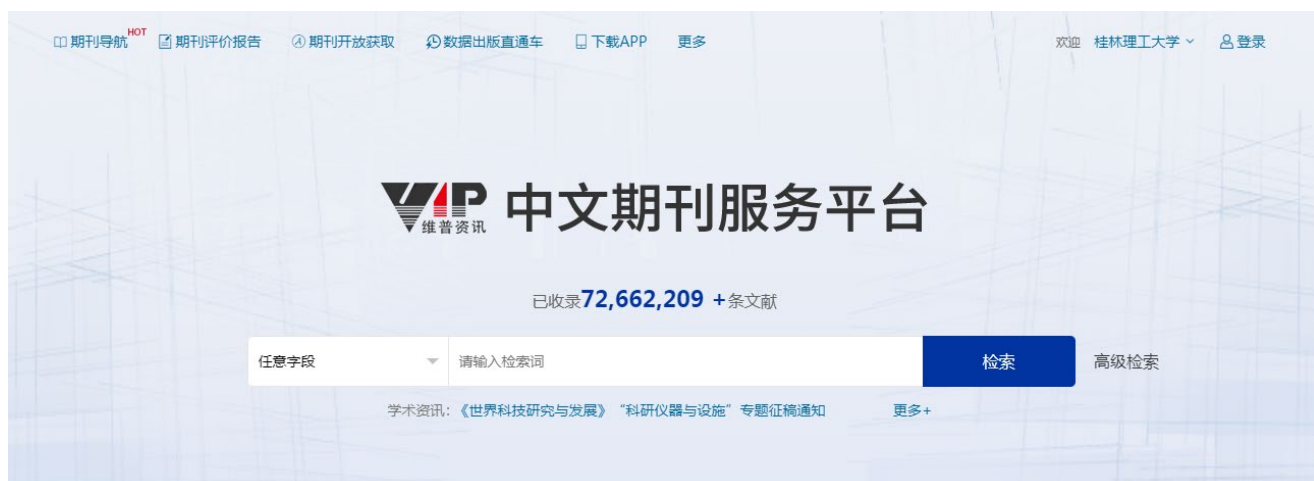 期刊导航HOT 期刊评价报告 期刊开放获取 数据出版直通车 下载APP 更多 欢迎 桂林理工大学 登录
VIP 维普资讯 中文期刊服务平台
已收录72,662,209 +条文献
任意字段 请输入检索词 检索 高级检索
学术资讯:《世界科技研究与发展》“科研仪器与设施”专题征稿通知 更多+